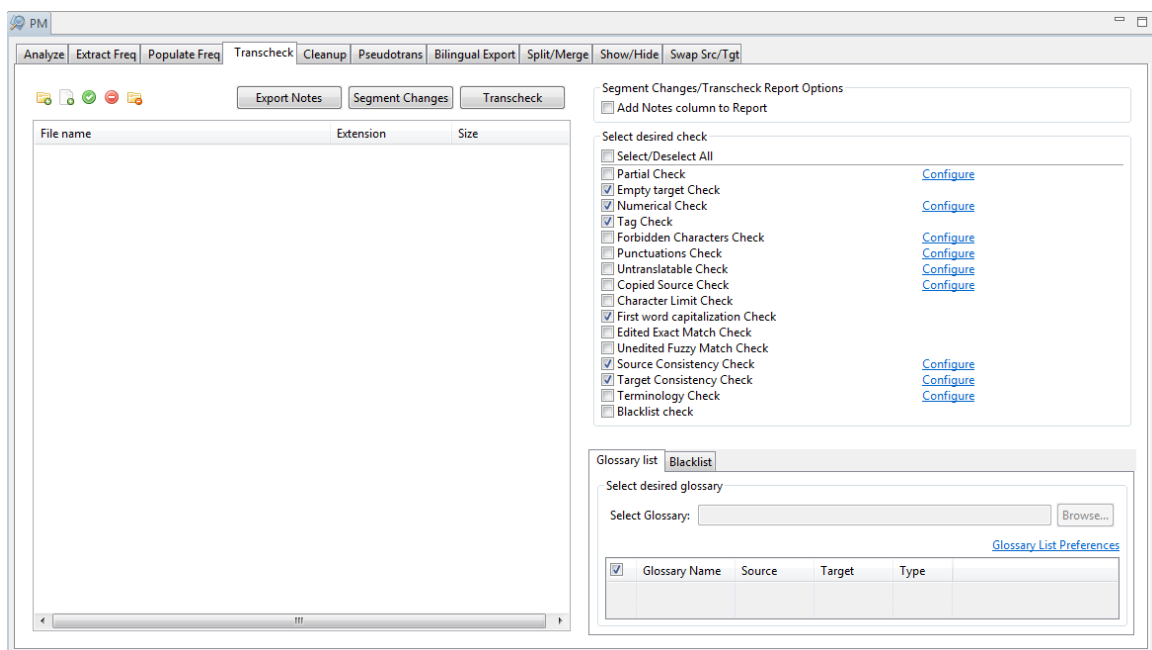 PM
Analyze Extract Freq Populate Freq Transcheck Cleanup Pseudotrans Bilingual Export Split/Merge Show/Hide Swap Src/Tgt
Export Notes Segment Changes Transcheck
File name Extension Size
Segment Changes/Transcheck Report Options
Add Notes column to Report
Select desired check
Select/Deselect All
Partial Check Configure
Empty target Check
Numerical Check Configure
Tag Check
Forbidden Characters Check Configure
Punctuations Check Configure
Untranslatable Check Configure
Copied Source Check Configure
Character Limit Check
First word capitalization Check
Edited Exact Match Check
Unedited Fuzzy Match Check
Source Consistency Check Configure
Target Consistency Check Configure
Terminology Check Configure
Blacklist check
Glossary list Blacklist
Select desired glossary
Select Glossary: Browse...
Glossary List Preferences
Glossary Name Source Target Type